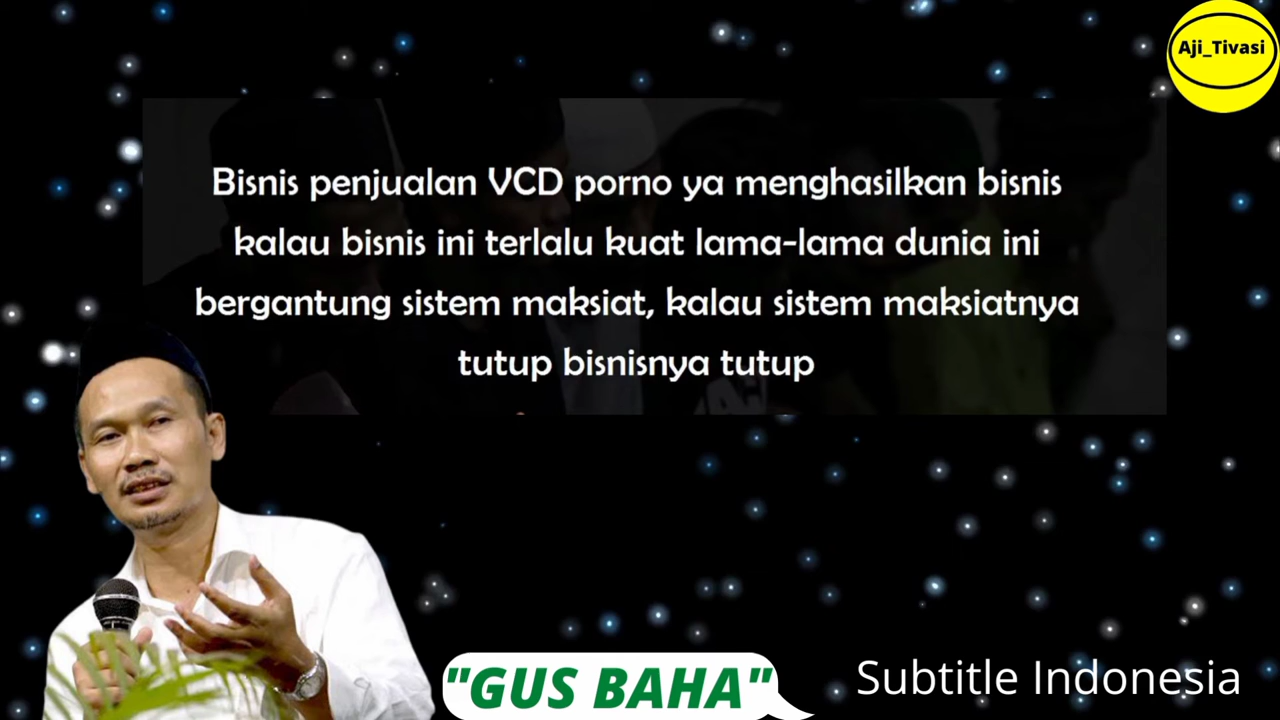 Aji_Tivasi
Bisnis penjualan VCD porno ya menghasilkan bisnis
kalau bisnis ini terlalu kuat lama-lama dunia ini
bergantung sistem maksiat, kalau sistem maksiatnya
tutup bisnisnya tutup
"GUS BAHA"
Subtitle Indonesia